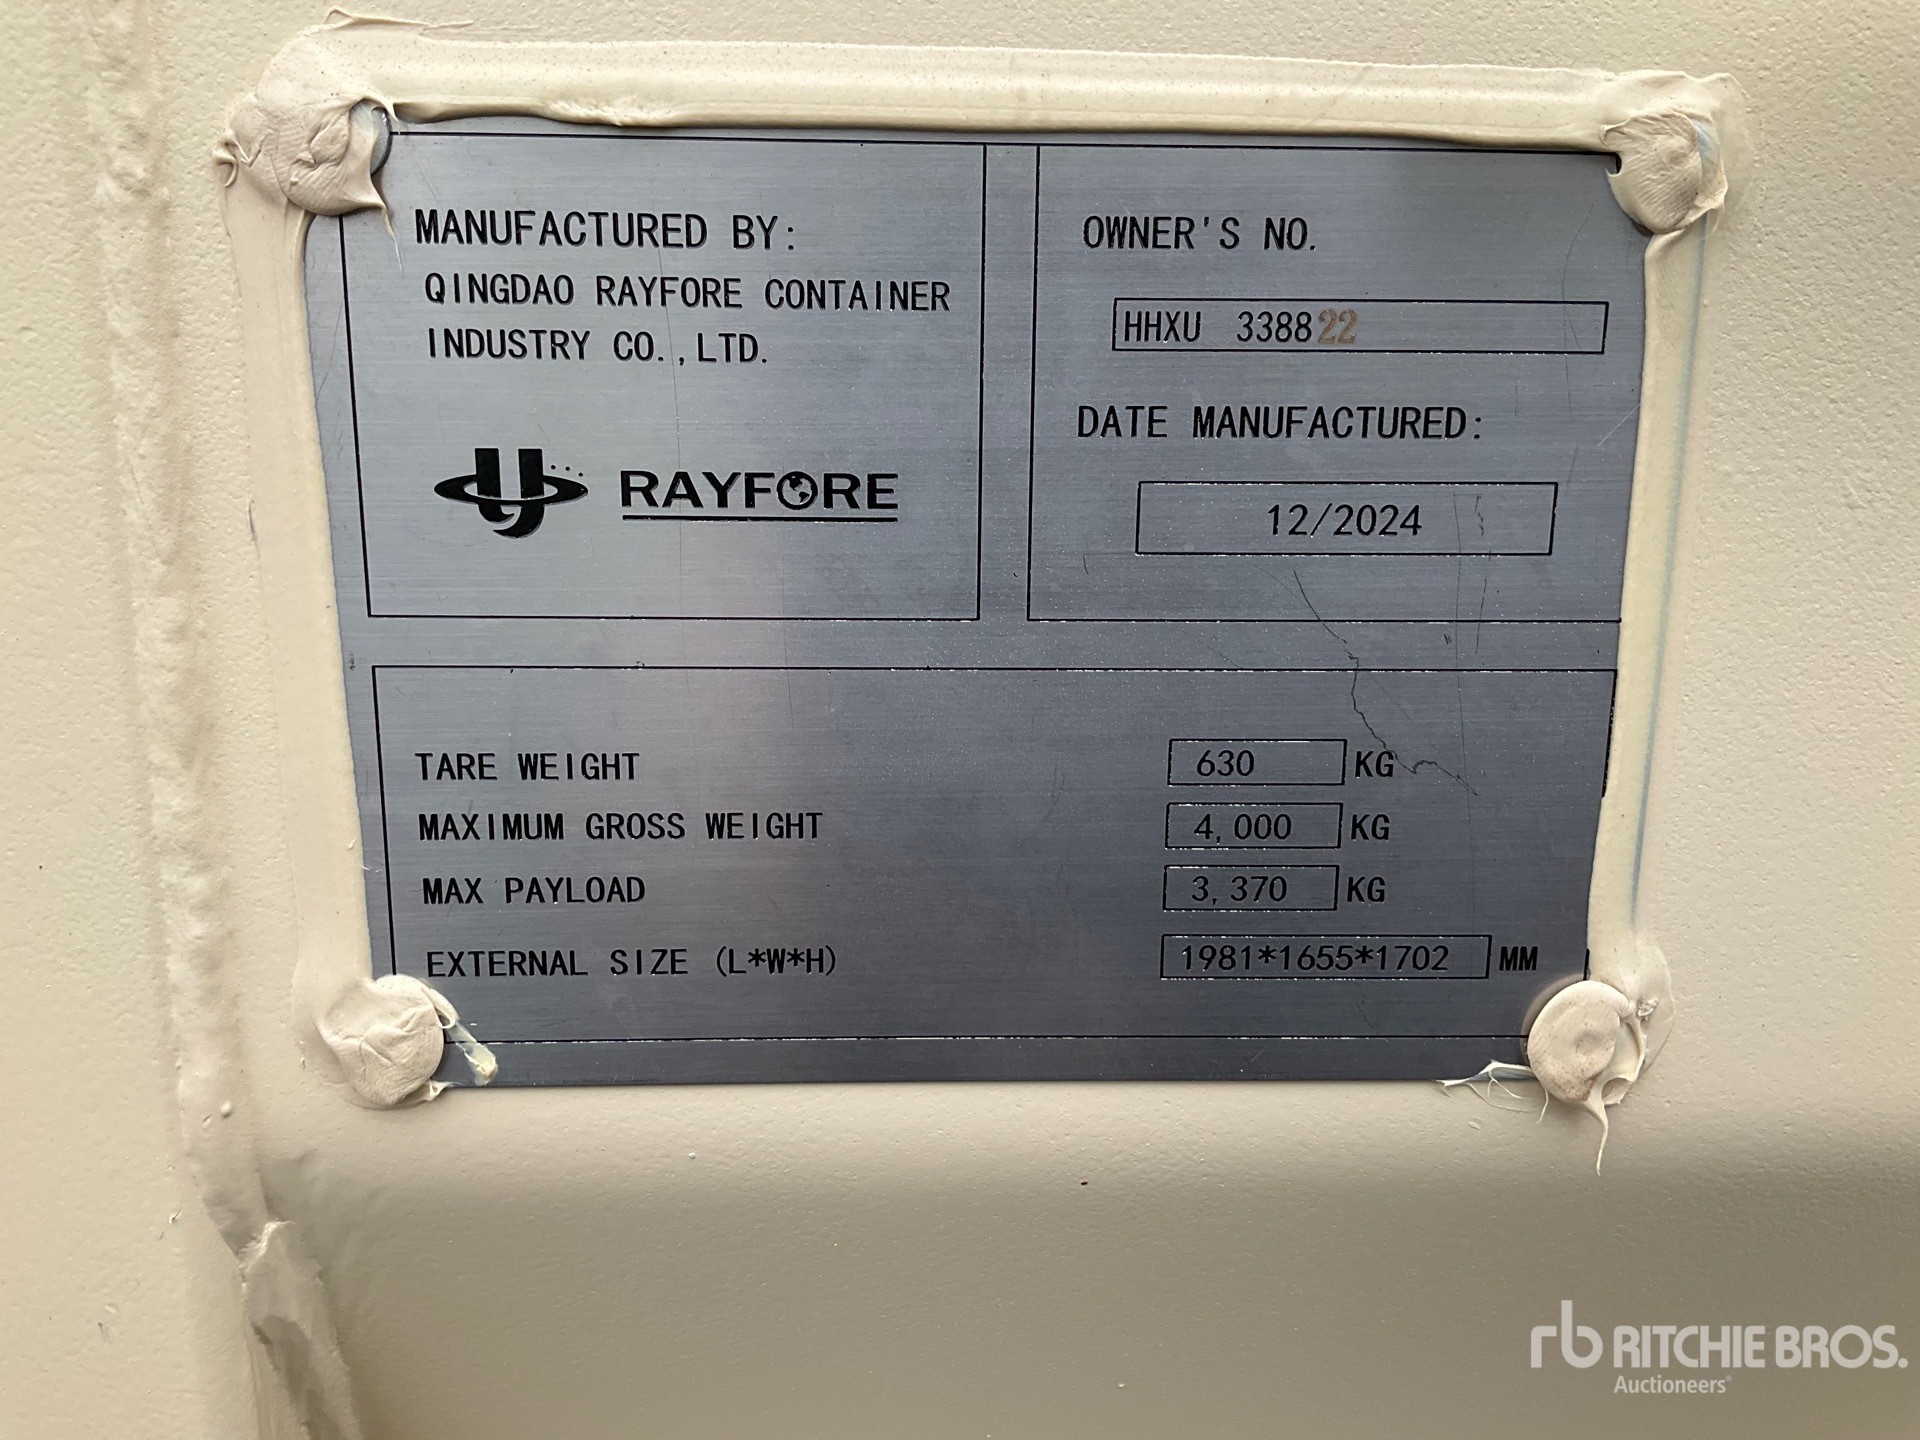 MANUFACTURED BY:
QINGDAO RAYFORE CONTAINER
INDUSTRY CO.,LTD.
RAYFORE
OWNER'S NO.
HHXU 338822
DATE MANUFACTURED:
12/2024
TARE WEIGHT 630 KG
MAXIMUM GROSS WEIGHT 4,000 KG
MAX PAYLOAD 3,370 KG
EXTERNAL SIZE (L*W*H) 1981*1655*1702 MM
rb RITCHIE BROS.
Auctioneers